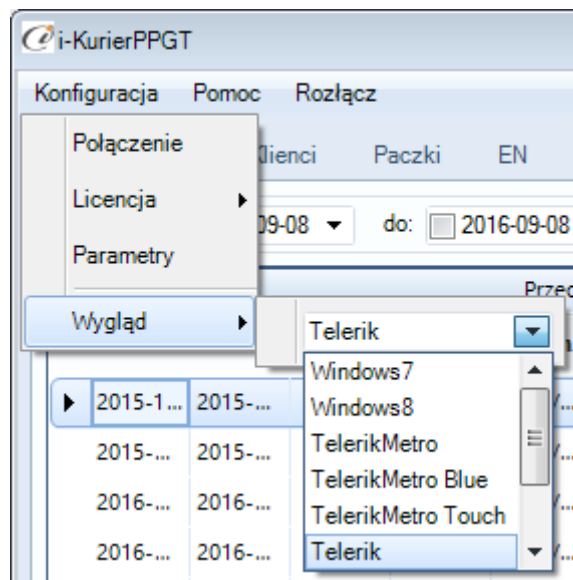 i-KurierPPGT
Konfiguracja Pomoc Rozłącz
Połączenie
Klienci Paczki EN
Licencja
09-08 do: 2016-09-08
Parametry
Wygląd
Telerik
Windows7
Windows8
TelerikMetro
TelerikMetro Blue
TelerikMetro Touch
Telerik
2015-1... 2015-...
2015-... 2015-...
2016-... 2016-...
2016-... 2016-...